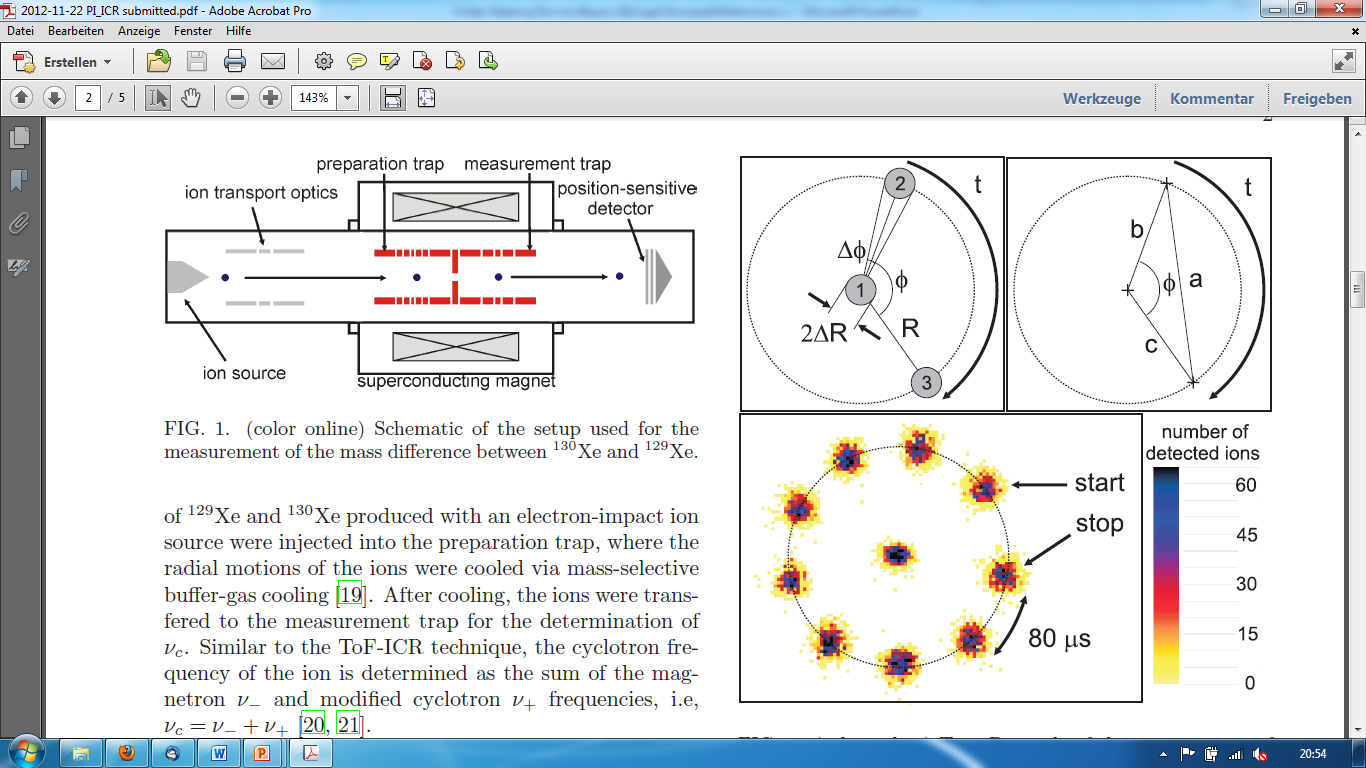 2012-11-22 PI_ICR submitted.pdf - Adobe Acrobat Pro
Datei Bearbeiten Anzeige Fenster Hilfe
Erstellen
2 / 5 143% Werkzeuge Kommentar Freigeben
2
preparation trap measurement trap
ion transport optics
position-sensitive
detector
ion source
superconducting magnet
FIG. 1. (color online) Schematic of the setup used for the
measurement of the mass difference between ¹³⁰Xe and ¹²⁹Xe.
of ¹²⁹Xe and ¹³⁰Xe produced with an electron-impact ion
source were injected into the preparation trap, where the
radial motions of the ions were cooled via mass-selective
buffer-gas cooling [19]. After cooling, the ions were trans-
fered to the measurement trap for the determination of
νc. Similar to the ToF-ICR technique, the cyclotron fre-
quency of the ion is determined as the sum of the mag-
netron ν− and modified cyclotron ν+ frequencies, i.e,
νc = ν− + ν+ [20, 21].
2
t
Δϕ
1
ϕ
2ΔR
R
3
t
b
ϕ
a
c
start
stop
80 μs
number of
detected ions
60
45
30
15
0
20:54